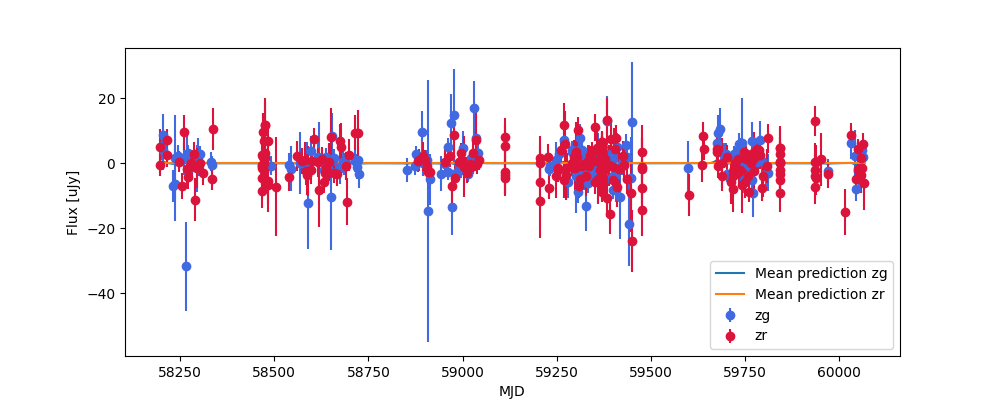 20
0
−20
−40
Flux [uJy]
58250 58500 58750 59000 59250 59500 59750 60000
MJD
Mean prediction zg
Mean prediction zr
zg
zr